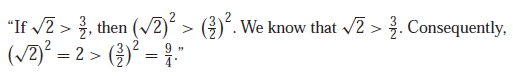 “If √2 > 3/2, then (√2)² > (3/2)². We know that √2 > 3/2. Consequently,
(√2)² = 2 > (3/2)² = 9/4.”